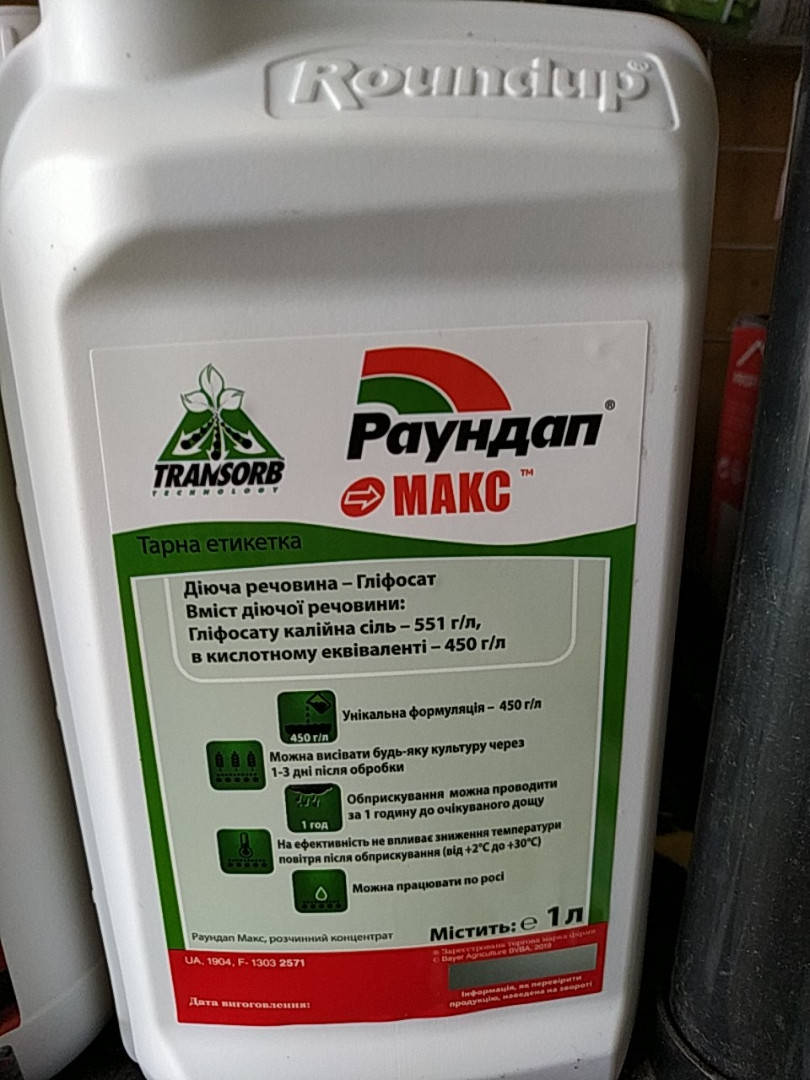 Roundup®
TRANSORB
TECHNOLOGY
Раундап®
МАКС™
Тарна етикетка
Діюча речовина – Гліфосат
Вміст діючої речовини:
Гліфосату калійна сіль – 551 г/л,
в кислотному еквіваленті – 450 г/л
450 г/л
Унікальна формуляція – 450 г/л
Можна висівати будь-яку культуру через
1-3 дні після обробки
1 год
Обприскування можна проводити
за 1 годину до очікуваного дощу
На ефективність не впливає зниження температури
повітря після обприскування (від +2°С до +30°С)
Можна працювати по росі
Раундап Макс, розчинний концентрат
Містить: ℮ 1 л
UA, 1904, F- 1303 2571
® Зареєстрована торгова марка фірми
© Bayer Agriculture BVBA, 2019
Дата виготовлення:
Інформація, як перевірити
продукцію, наведена на звороті